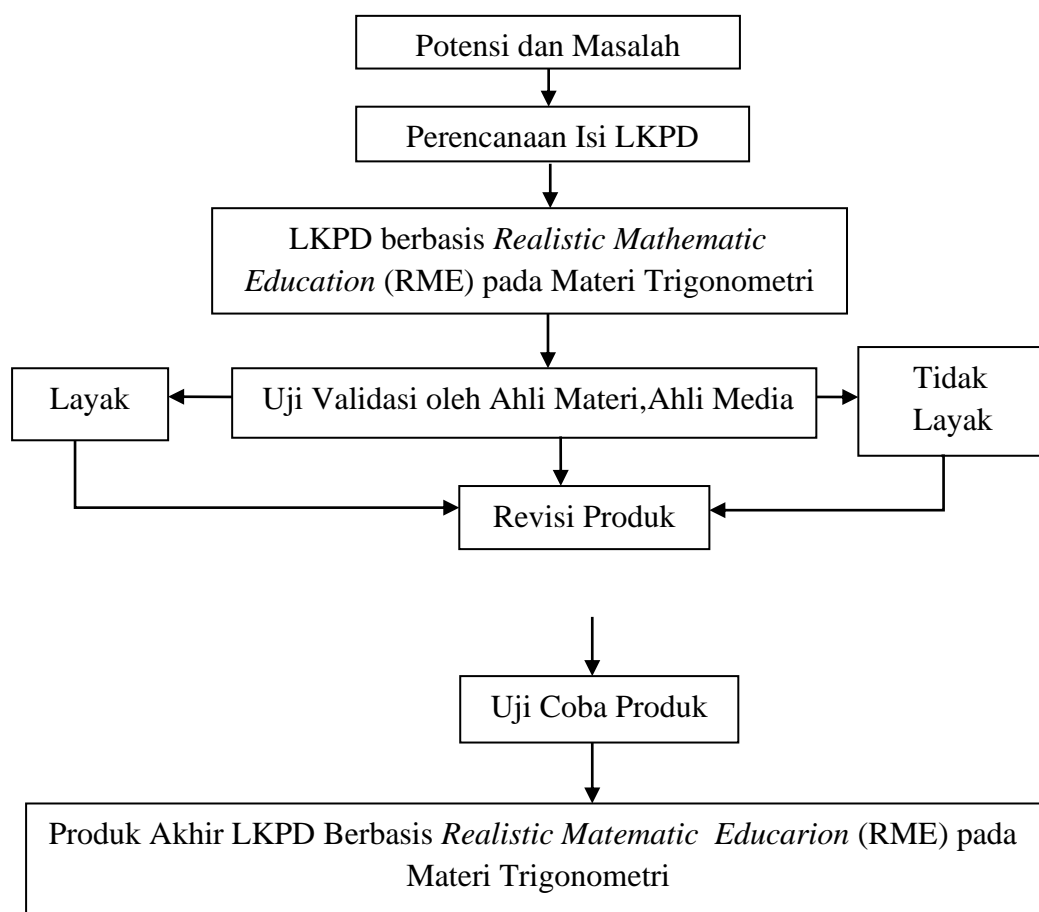 Potensi dan Masalah
Perencanaan Isi LKPD
LKPD berbasis Realistic Mathematic
Education (RME) pada Materi Trigonometri
Layak
Uji Validasi oleh Ahli Materi,Ahli Media
Tidak
Layak
Revisi Produk
Uji Coba Produk
Produk Akhir LKPD Berbasis Realistic Matematic Educarion (RME) pada
Materi Trigonometri